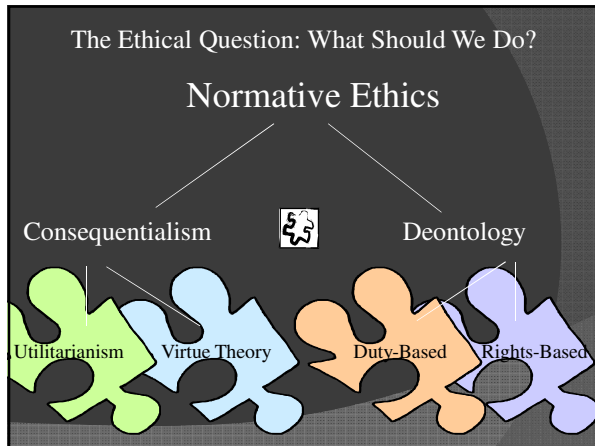 The Ethical Question: What Should We Do?
Normative Ethics
Consequentialism
Deontology
Utilitarianism
Virtue Theory
Duty-Based
Rights-Based